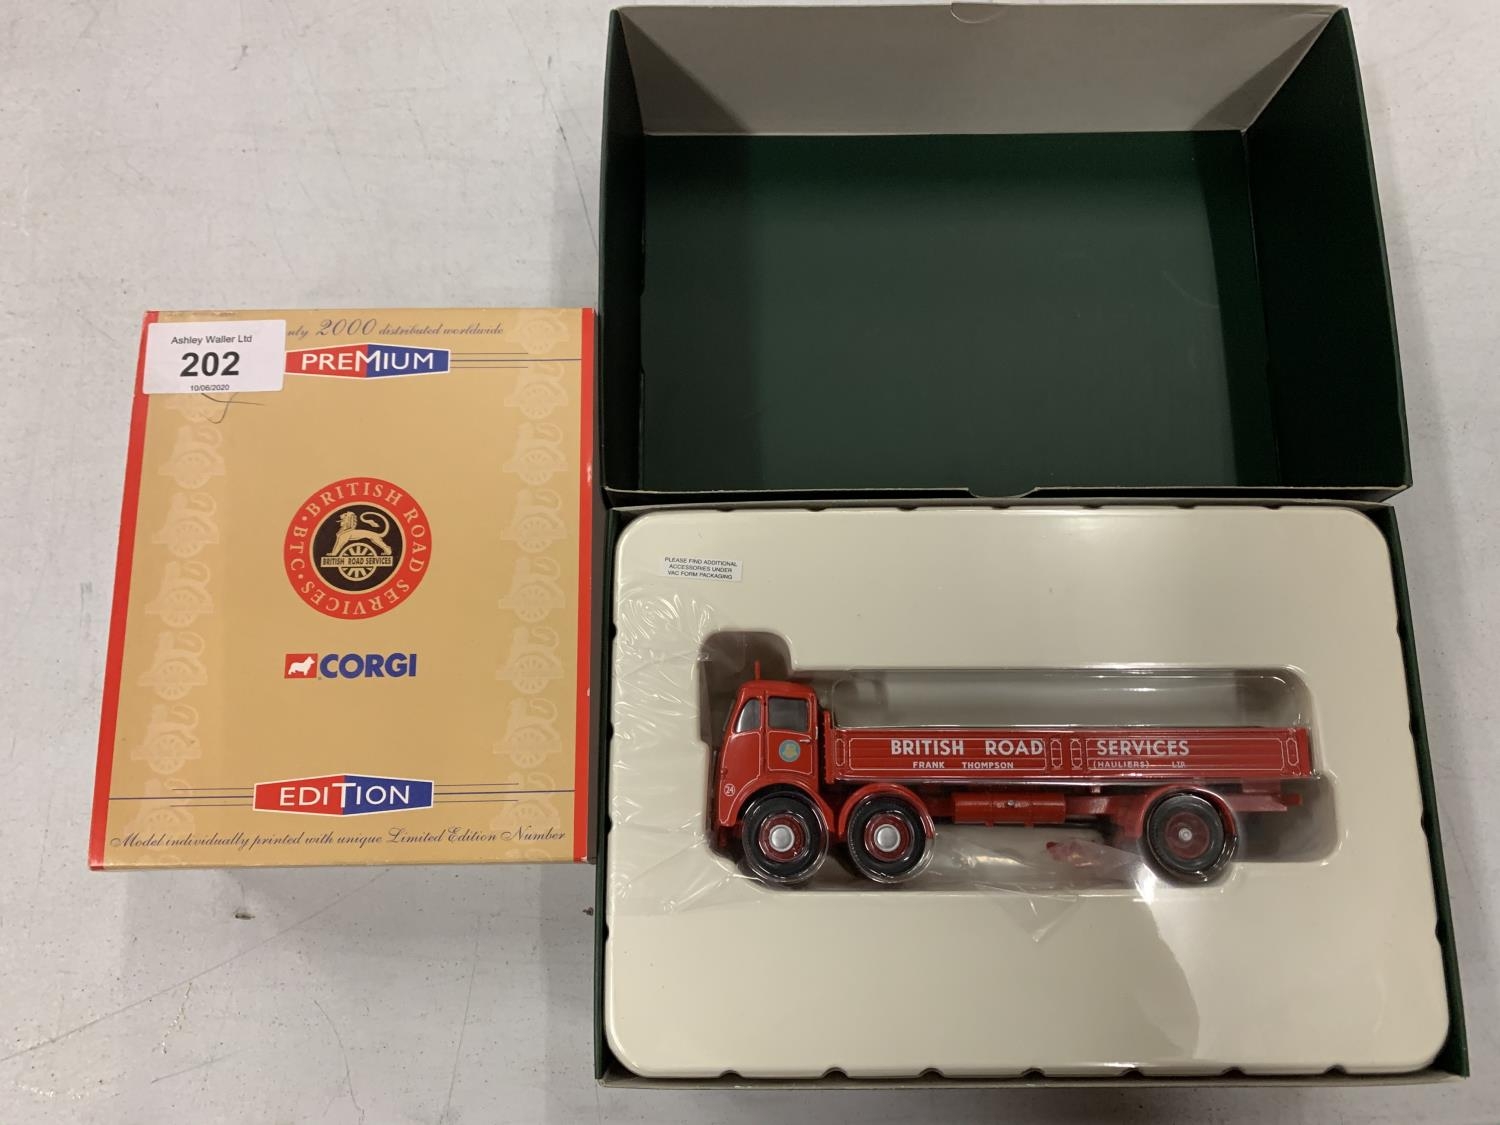 Ashley Waller Ltd
202
10/06/2020
2000 distributed worldwide
PREMIUM
BRITISH ROAD SERVICES · BTC ·
BRITISH ROAD SERVICES
CORGI
EDITION
Model individually printed with unique Limited Edition Number
PLEASE FIND ADDITIONAL
ACCESSORIES UNDER
VAC FORM PACKAGING
BRITISH ROAD SERVICES
FRANK THOMPSON (HAULIERS) LTD
24